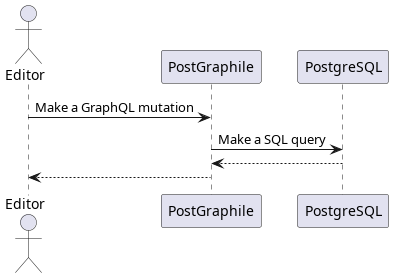 Editor
PostGraphile
PostgreSQL
Make a GraphQL mutation
Make a SQL query
Editor
PostGraphile
PostgreSQL